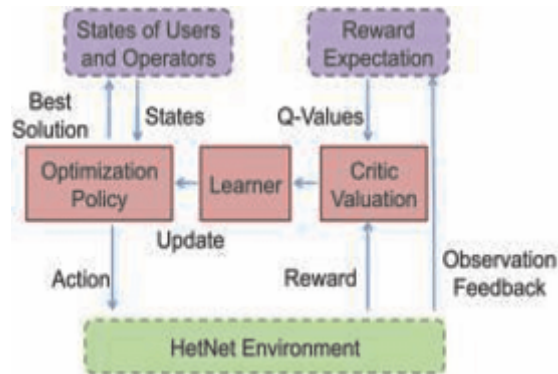 States of Users
and Operators
Reward
Expectation
Best
Solution
States
Q-Values
Optimization
Policy
Learner
Critic
Valuation
Update
Action
Reward
Observation
Feedback
HetNet Environment